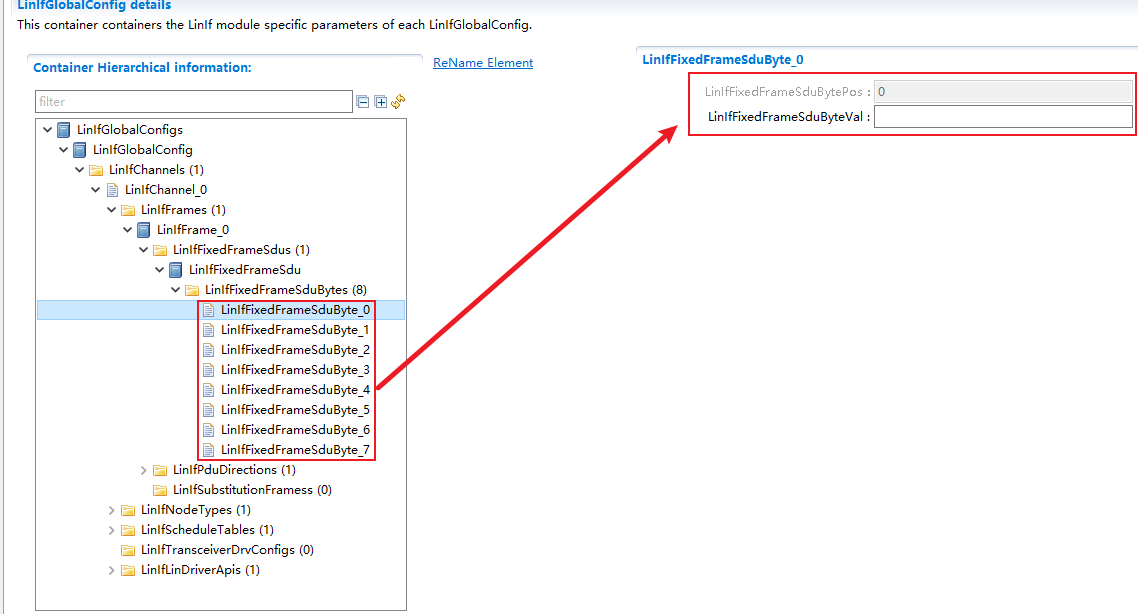 LinIfGlobalConfig details
This container containers the LinIf module specific parameters of each LinIfGlobalConfig.
Container Hierarchical information:
ReName Element
filter
LinIfGlobalConfigs
LinIfGlobalConfig
LinIfChannels (1)
LinIfChannel_0
LinIfFrames (1)
LinIfFrame_0
LinIfFixedFrameSdus (1)
LinIfFixedFrameSdu
LinIfFixedFrameSduBytes (8)
LinIfFixedFrameSduByte_0
LinIfFixedFrameSduByte_1
LinIfFixedFrameSduByte_2
LinIfFixedFrameSduByte_3
LinIfFixedFrameSduByte_4
LinIfFixedFrameSduByte_5
LinIfFixedFrameSduByte_6
LinIfFixedFrameSduByte_7
LinIfPduDirections (1)
LinIfSubstitutionFramess (0)
LinIfNodeTypes (1)
LinIfScheduleTables (1)
LinIfTransceiverDrvConfigs (0)
LinIfLinDriverApis (1)
LinIfFixedFrameSduByte_0
LinIfFixedFrameSduBytePos : 0
LinIfFixedFrameSduByteVal :